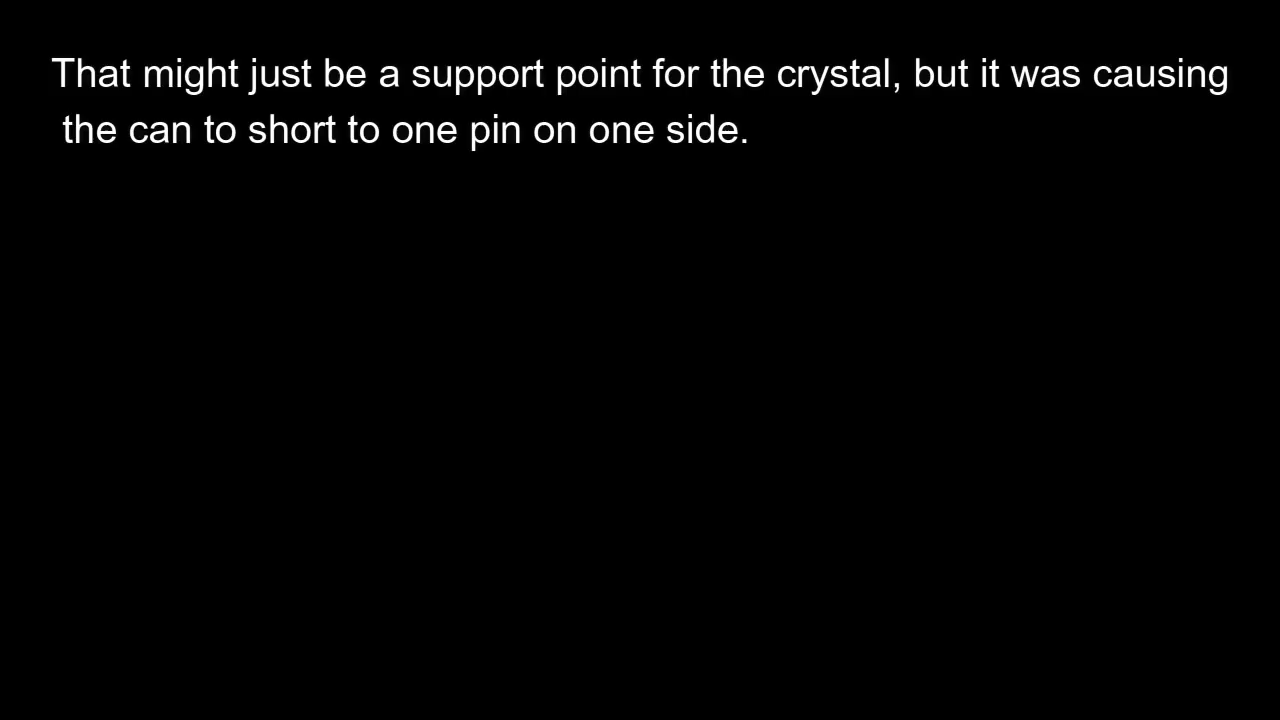 That might just be a support point for the crystal, but it was causing
the can to short to one pin on one side.